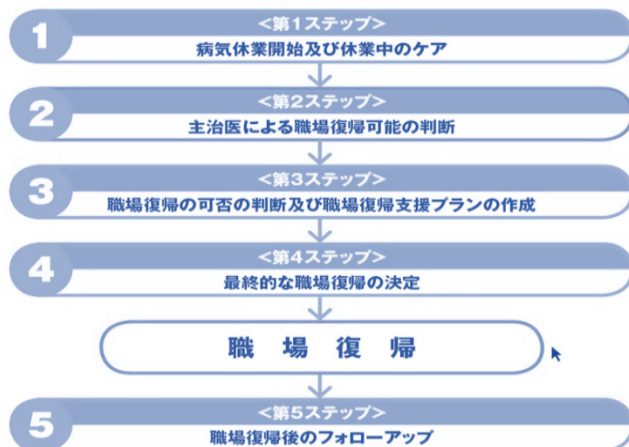 1
<第1ステップ>
病気休業開始及び休業中のケア
2
<第2ステップ>
主治医による職場復帰可能の判断
3
<第3ステップ>
職場復帰の可否の判断及び職場復帰支援プランの作成
4
<第4ステップ>
最終的な職場復帰の決定
職場復帰
5
<第5ステップ>
職場復帰後のフォローアップ